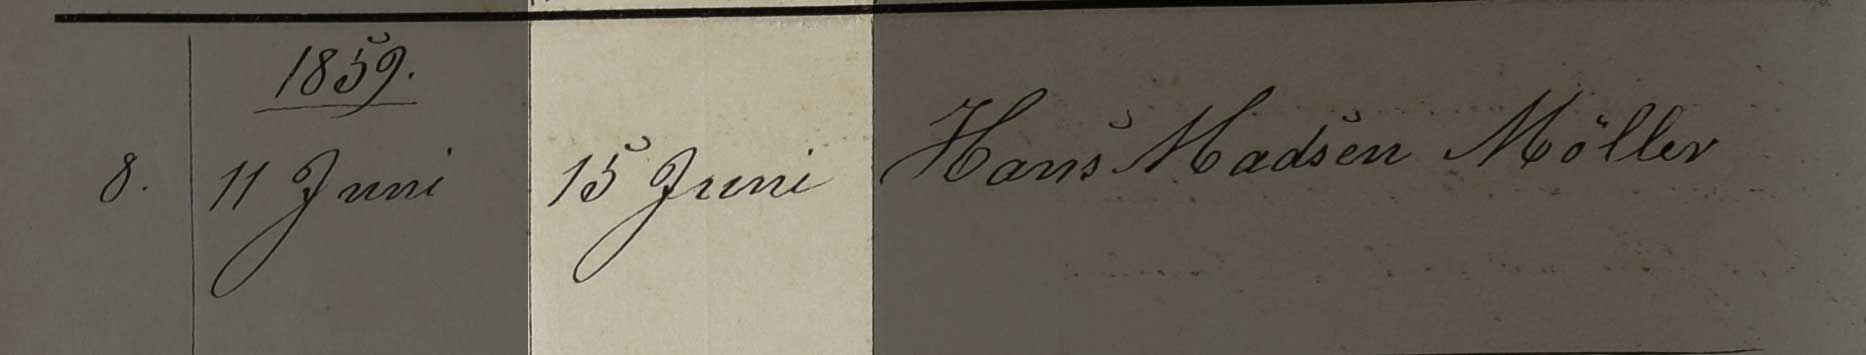 1859.
8. 11 Juni 15 Juni Hans Madsen Möller